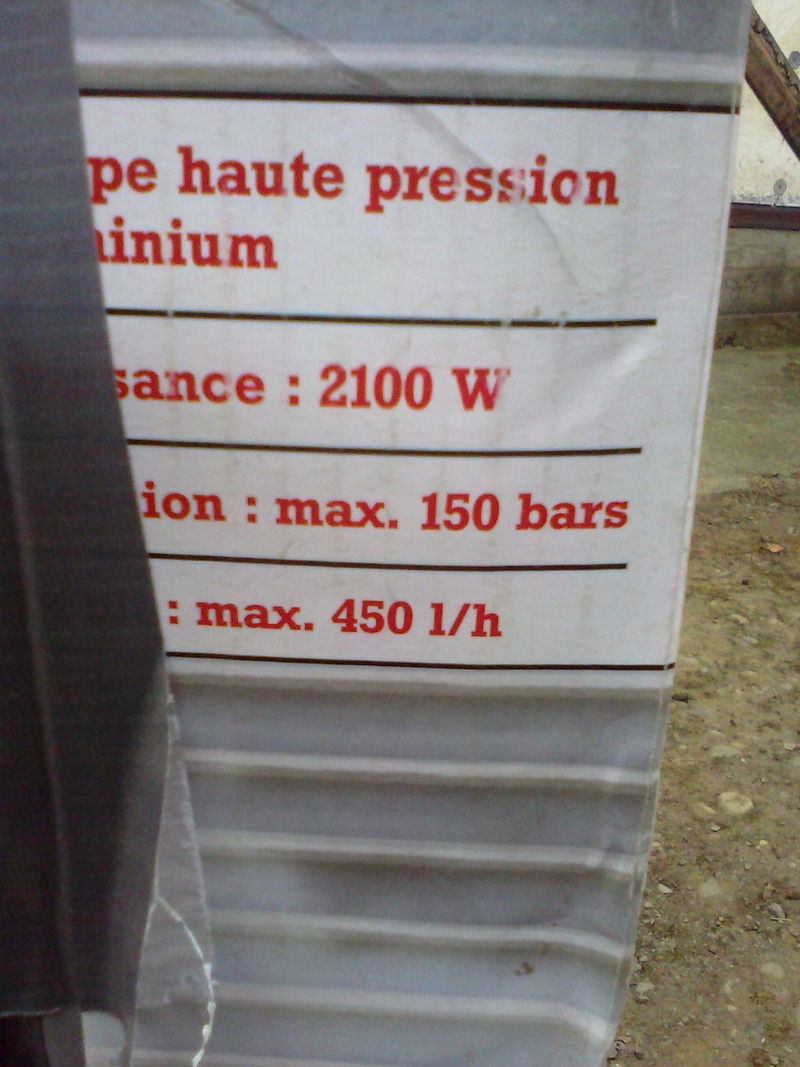 pe haute pression
inium
sance : 2100 W
ion : max. 150 bars
: max. 450 l/h